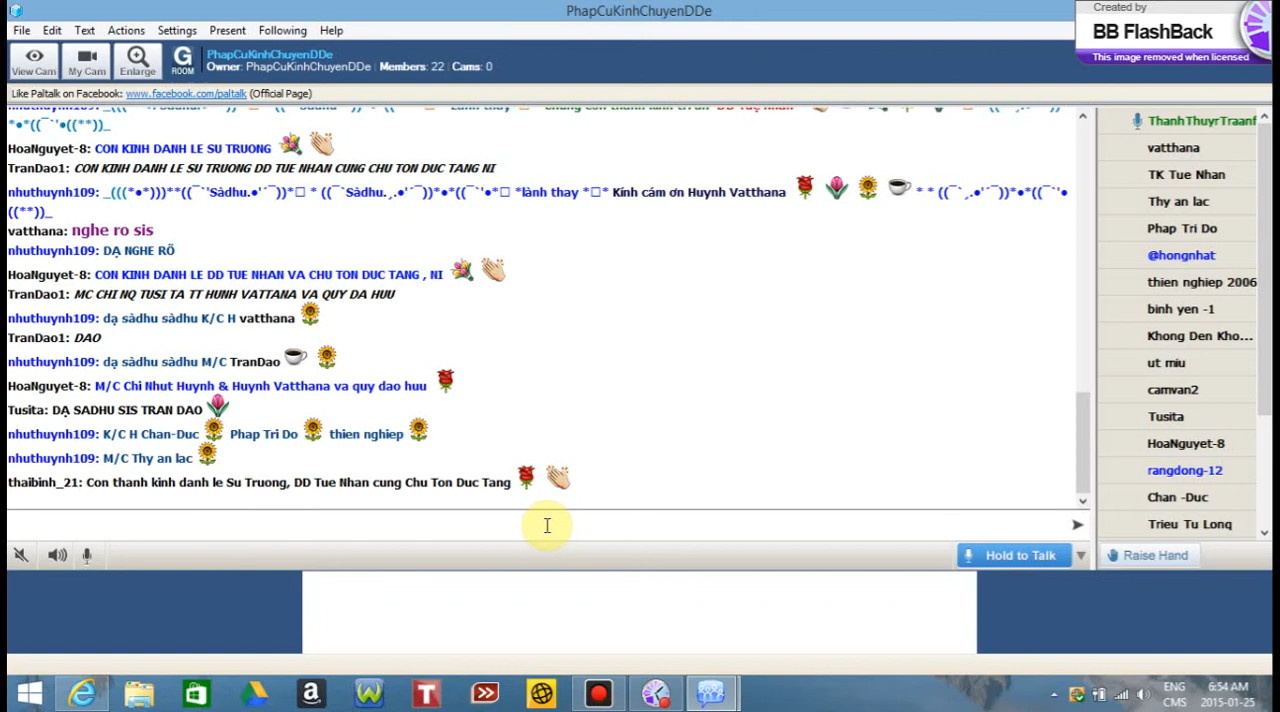 PhapCuKinhChuyenDDe
Created by
BB FlashBack
This image removed when licensed
File Edit Text Actions Settings Present Following Help
View Cam My Cam Enlarge G ROOM
PhapCuKinhChuyenDDe
Owner: PhapCuKinhChuyenDDe Members: 22 Cams: 0
Like Paltalk on Facebook: www.facebook.com/paltalk (Official Page)
HoaNguyet-8: CON KINH DANH LE SU TRUONG
TranDao1: CON KINH DANH LE SU TRUONG DD TUE NHAN CUNG CHU TON DUC TANG NI
nhuthuynh109: _(((*•*)))**((¯`'Sàdhu.•'´¯))*□ * ((¯`Sàdhu.¸.•'´¯))*•*((¯`'•*□ *lành thay *□* Kính cám ơn Huynh Vatthana * * ((¯`¸.•'´¯))*•*((¯`'•
((**))_
vatthana: nghe ro sis
nhuthuynh109: DẠ NGHE RÕ
HoaNguyet-8: CON KINH DANH LE DD TUE NHAN VA CHU TON DUC TANG , NI
TranDao1: MC CHI NQ TUSI TA TT HUNH VATTANA VA QUY DA HUU
nhuthuynh109: dạ sàdhu sàdhu K/C H vatthana
TranDao1: DAO
nhuthuynh109: dạ sàdhu sàdhu M/C TranDao
HoaNguyet-8: M/C Chi Nhut Huynh & Huynh Vatthana va quy dao huu
Tusita: DẠ SADHU SIS TRAN DAO
nhuthuynh109: K/C H Chan-Duc Phap Tri Do thien nghiep
nhuthuynh109: M/C Thy an lac
thaibinh_21: Con thanh kinh danh le Su Truong, DD Tue Nhan cung Chu Ton Duc Tang
ThanhThuyrTraanf
vatthana
TK Tue Nhan
Thy an lac
Phap Tri Do
@hongnhat
thien nghiep 2006
binh yen -1
Khong Den Kho...
ut miu
camvan2
Tusita
HoaNguyet-8
rangdong-12
Chan -Duc
Trieu Tu Long
Hold to Talk
Raise Hand
ENG 6:54 AM
CMS 2015-01-25